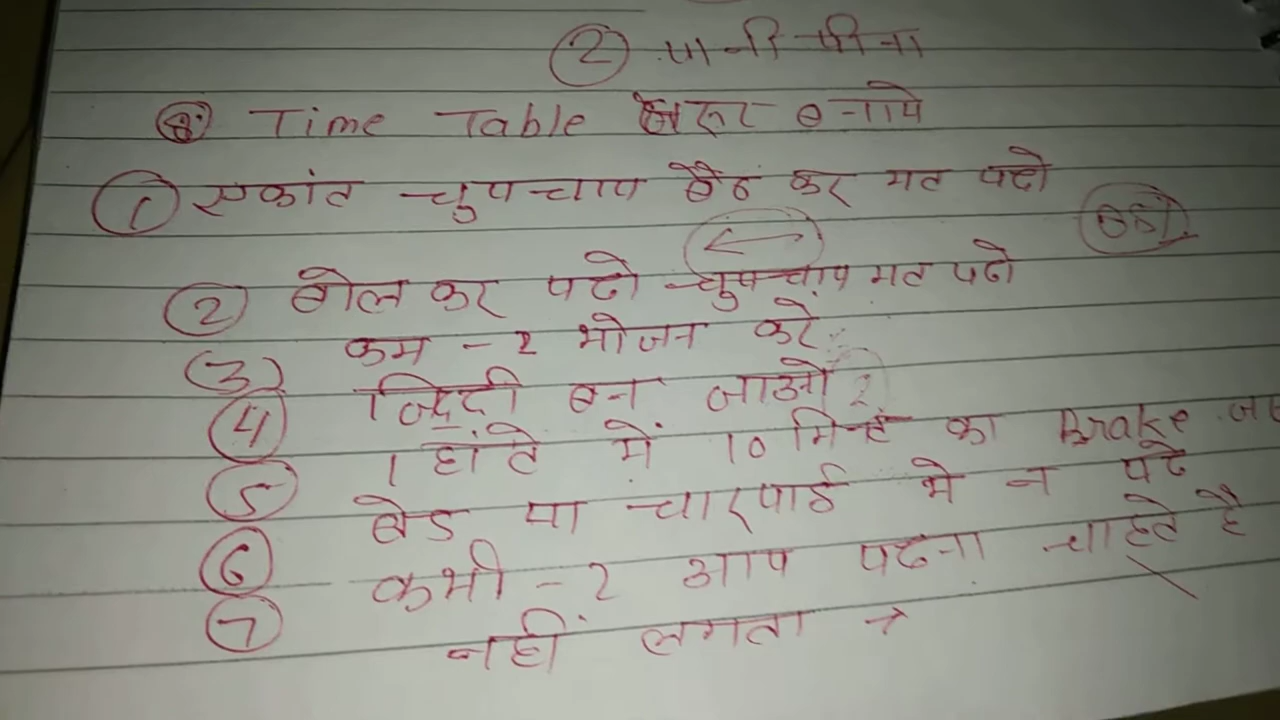 ② पानी पीना
Time Table जरूर बनाये
① एकांत चुपचाप बैठ कर मत पढो
② बोल कर पढो चुपचाप मत पढो
③ कम-2 भोजन करे
④ जिद्दी बन जाओ
⑤ 1 घंटे में 10 मिनट का Brake
⑥ बेड या चारपाई में न पढे
⑦ कभी-2 आप पढना चाहते है
नहीं लगता →